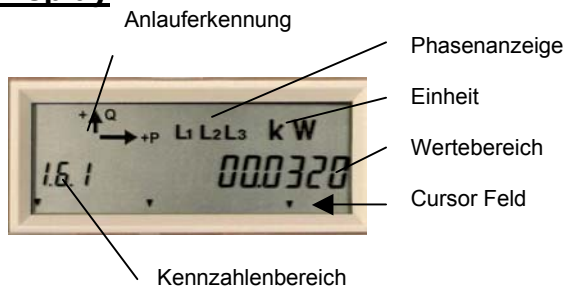 Anlauferkennung
Phasenanzeige
Einheit
Wertebereich
Cursor Feld
+ Q
+P L1 L2 L3 kW
1.6.1 00.0320
Kennzahlenbereich